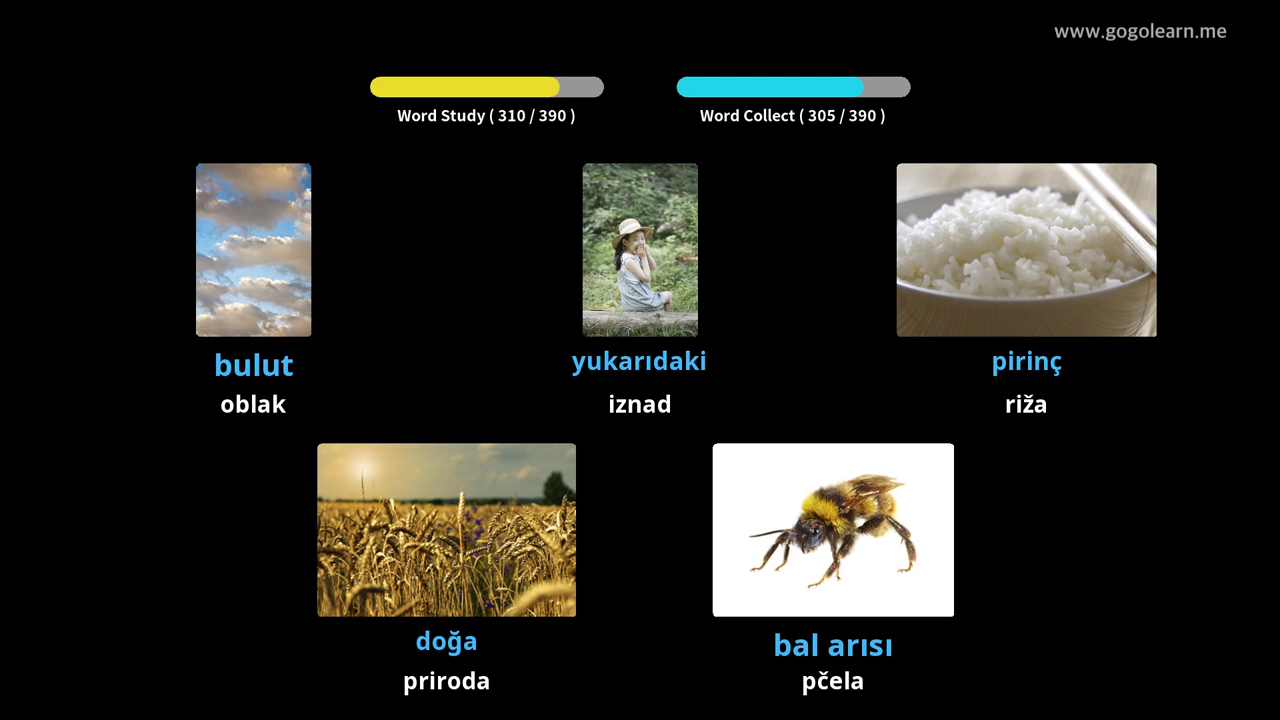 www.gogolearn.me
Word Study ( 310 / 390 )
Word Collect ( 305 / 390 )
bulut
oblak
yukarıdaki
iznad
pirinç
riža
doğa
priroda
bal arısı
pčela